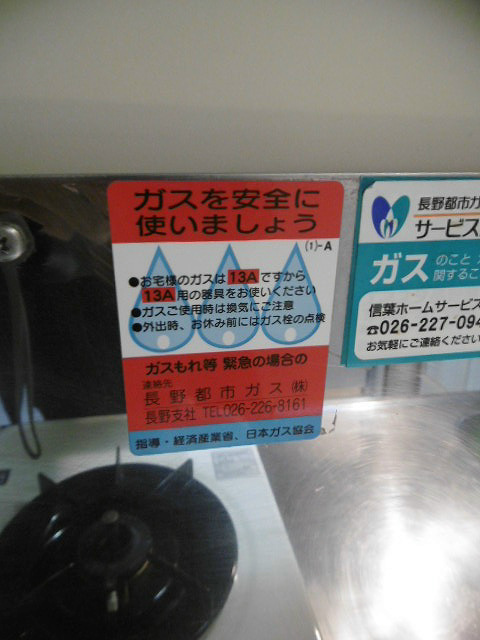 ガスを安全に
使いましょう
(1)-A
●お宅様のガスは13Aですから
13A用の器具をお使いください
●ガスご使用時は換気にご注意
●外出時、お休み前にはガス栓の点検
ガスもれ等 緊急の場合の
連絡先
長野都市ガス(株)
長野支社 TEL026-226-8161
指導・経済産業省、日本ガス協会
長野都市ガ
サービス
ガス のこと
関するこ
信葉ホームサービス
☎026-227-094
お気軽にご連絡ください